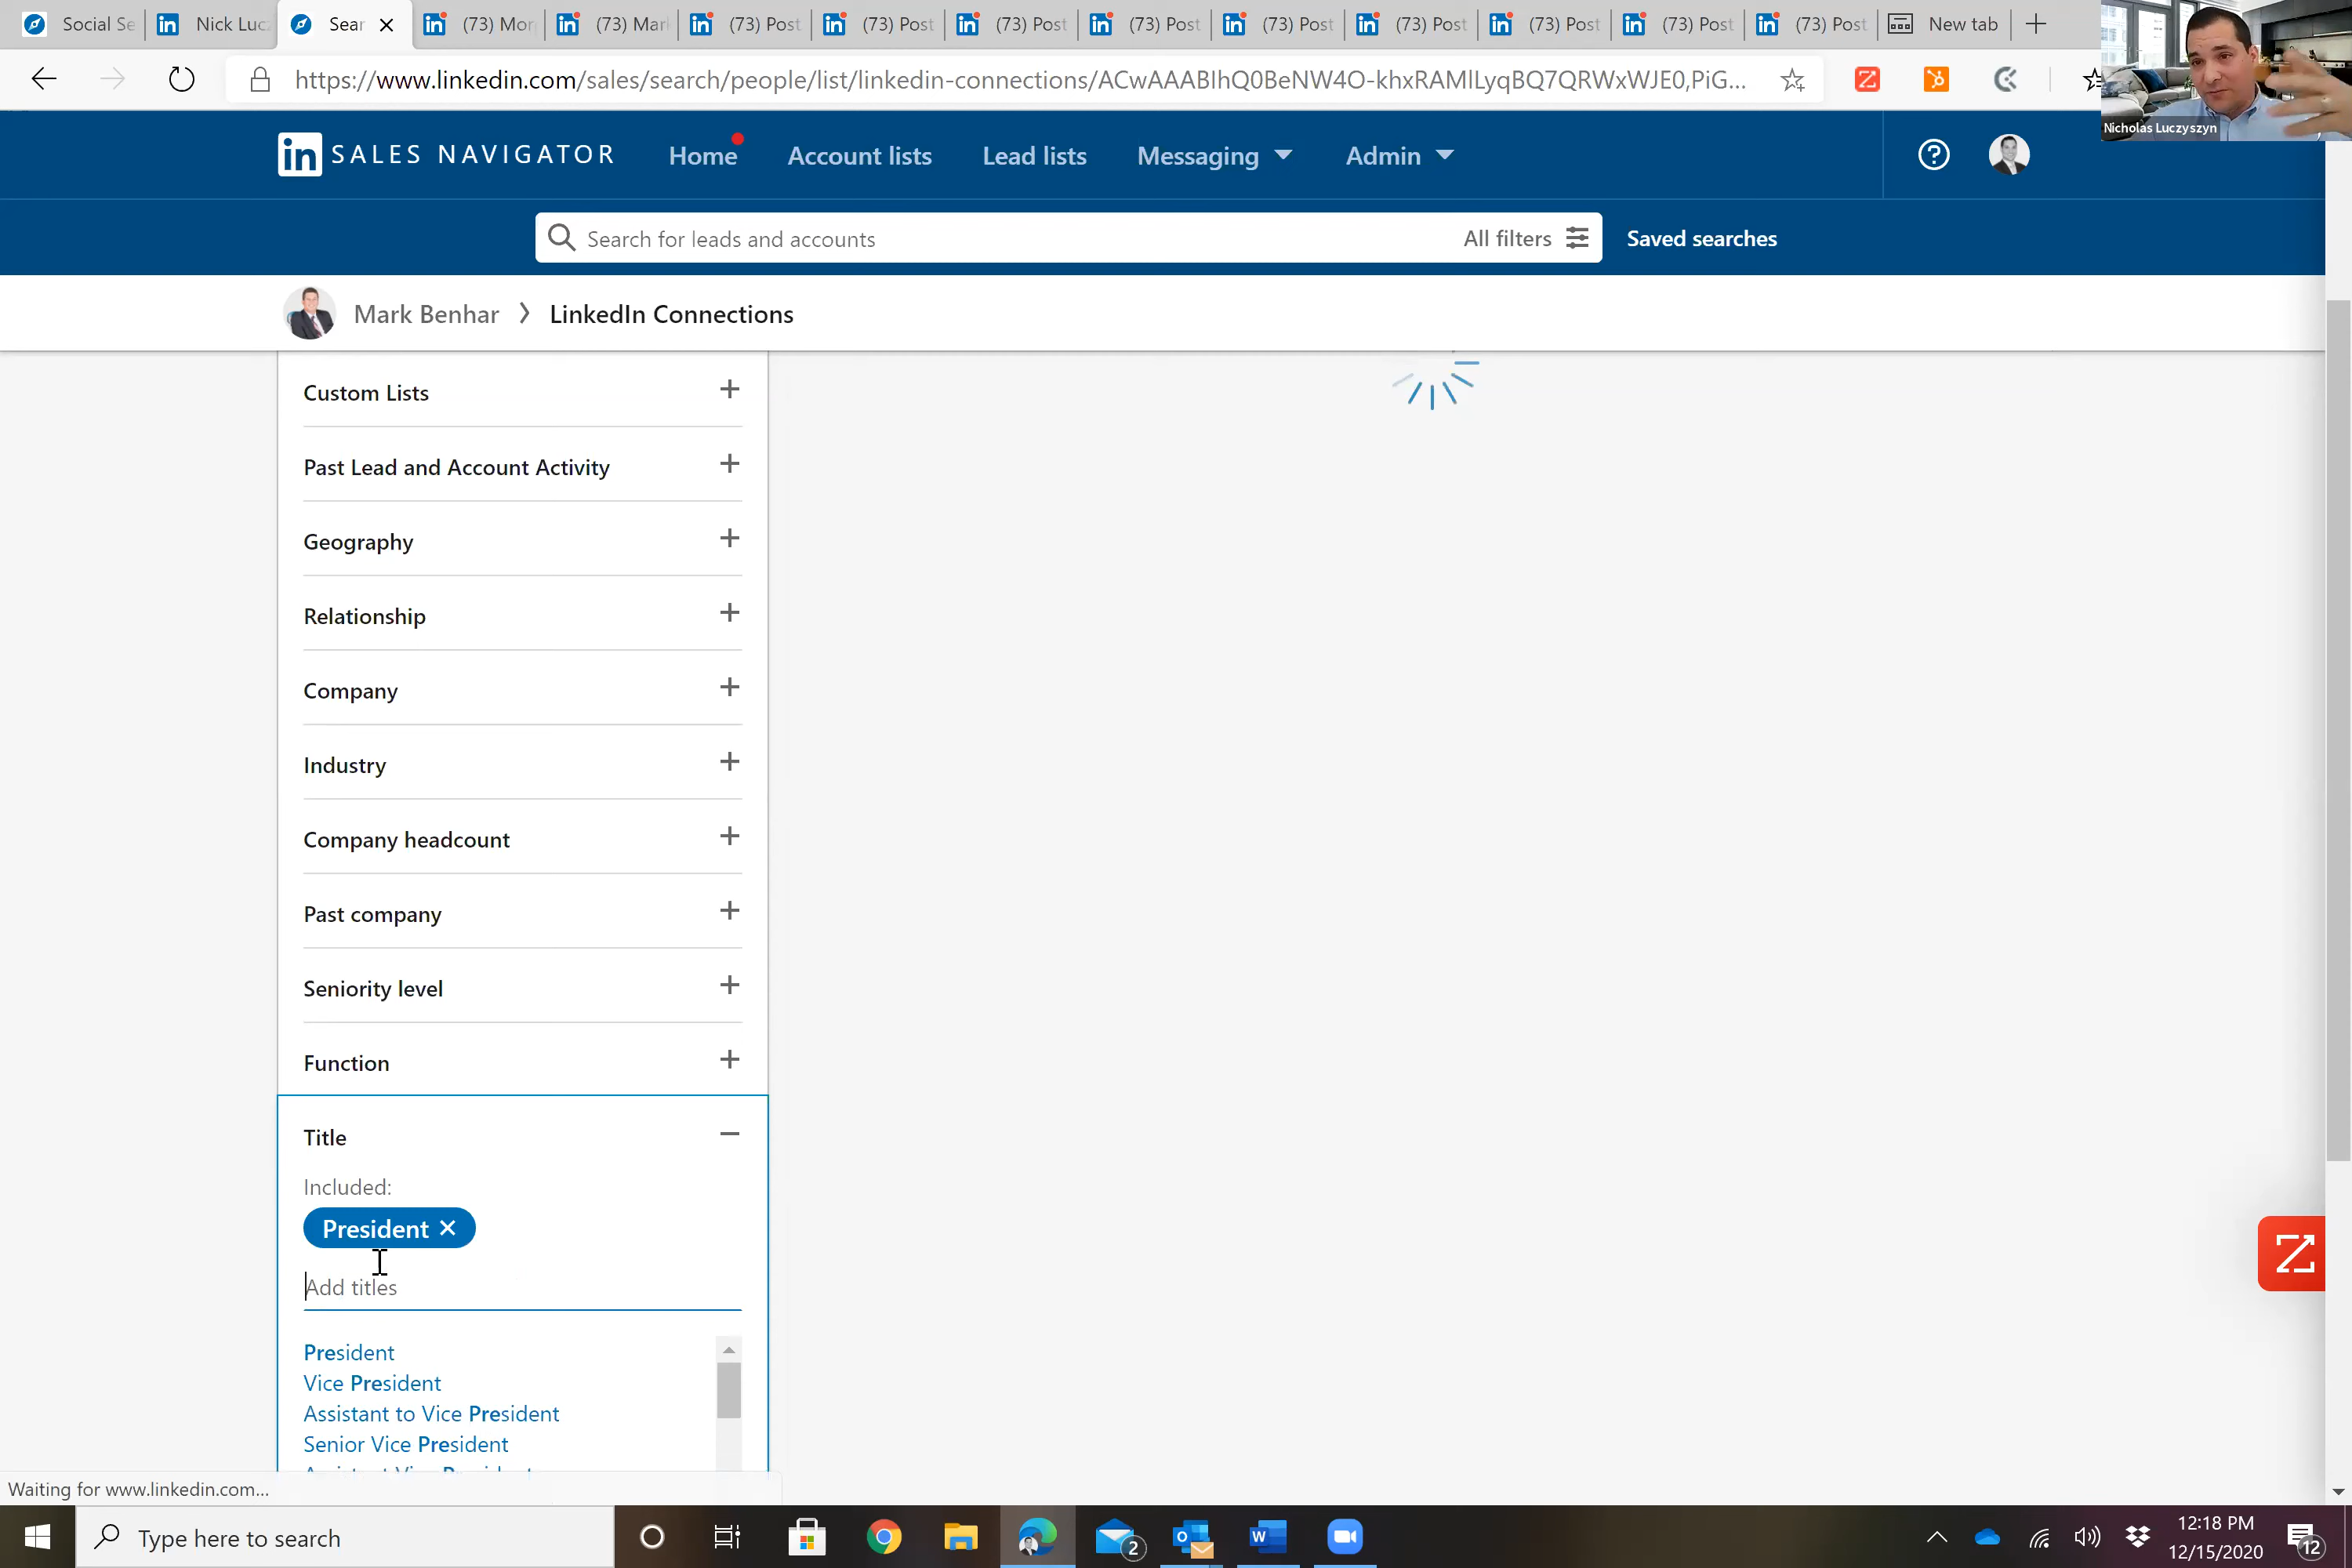 Social Se
Nick Luc
Sear
(73) Mor
(73) Mar
(73) Post
(73) Post
(73) Post
(73) Post
(73) Post
(73) Post
(73) Post
(73) Post
(73) Post
New tab
https://www.linkedin.com/sales/search/people/list/linkedin-connections/ACwAAABlhQ0BeNW4O-khxRAMlLyqBQ7QRWxWJE0,PiG...
Nicholas Luczyszyn
in SALES NAVIGATOR
Home
Account lists
Lead lists
Messaging
Admin
Search for leads and accounts
All filters
Saved searches
Mark Benhar
LinkedIn Connections
Custom Lists
Past Lead and Account Activity
Geography
Relationship
Company
Industry
Company headcount
Past company
Seniority level
Function
Title
Included:
President
Add titles
President
Vice President
Assistant to Vice President
Senior Vice President
Waiting for www.linkedin.com...
Type here to search
2
12:18 PM
12/15/2020
12